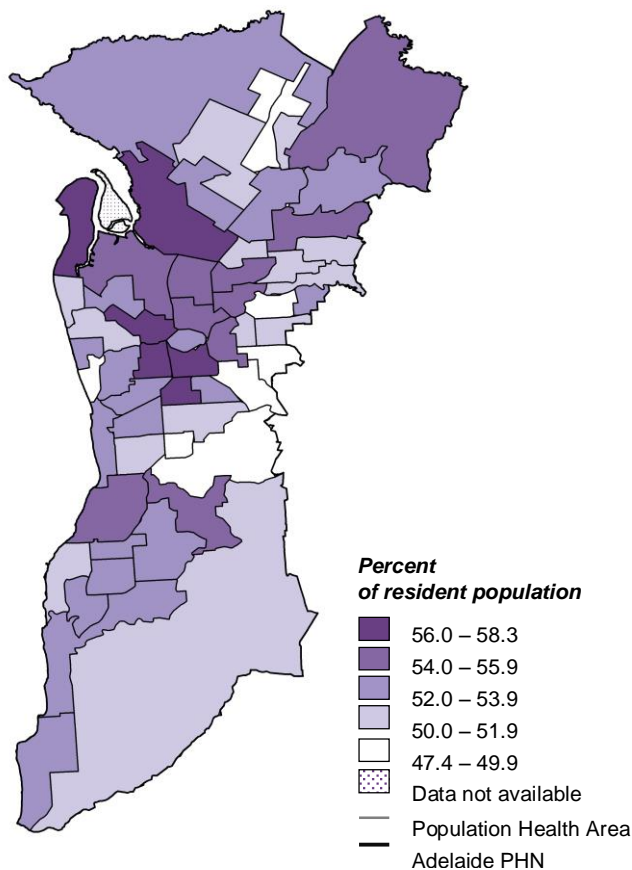 Percent
of resident population
56.0 – 58.3
54.0 – 55.9
52.0 – 53.9
50.0 – 51.9
47.4 – 49.9
Data not available
Population Health Area
Adelaide PHN